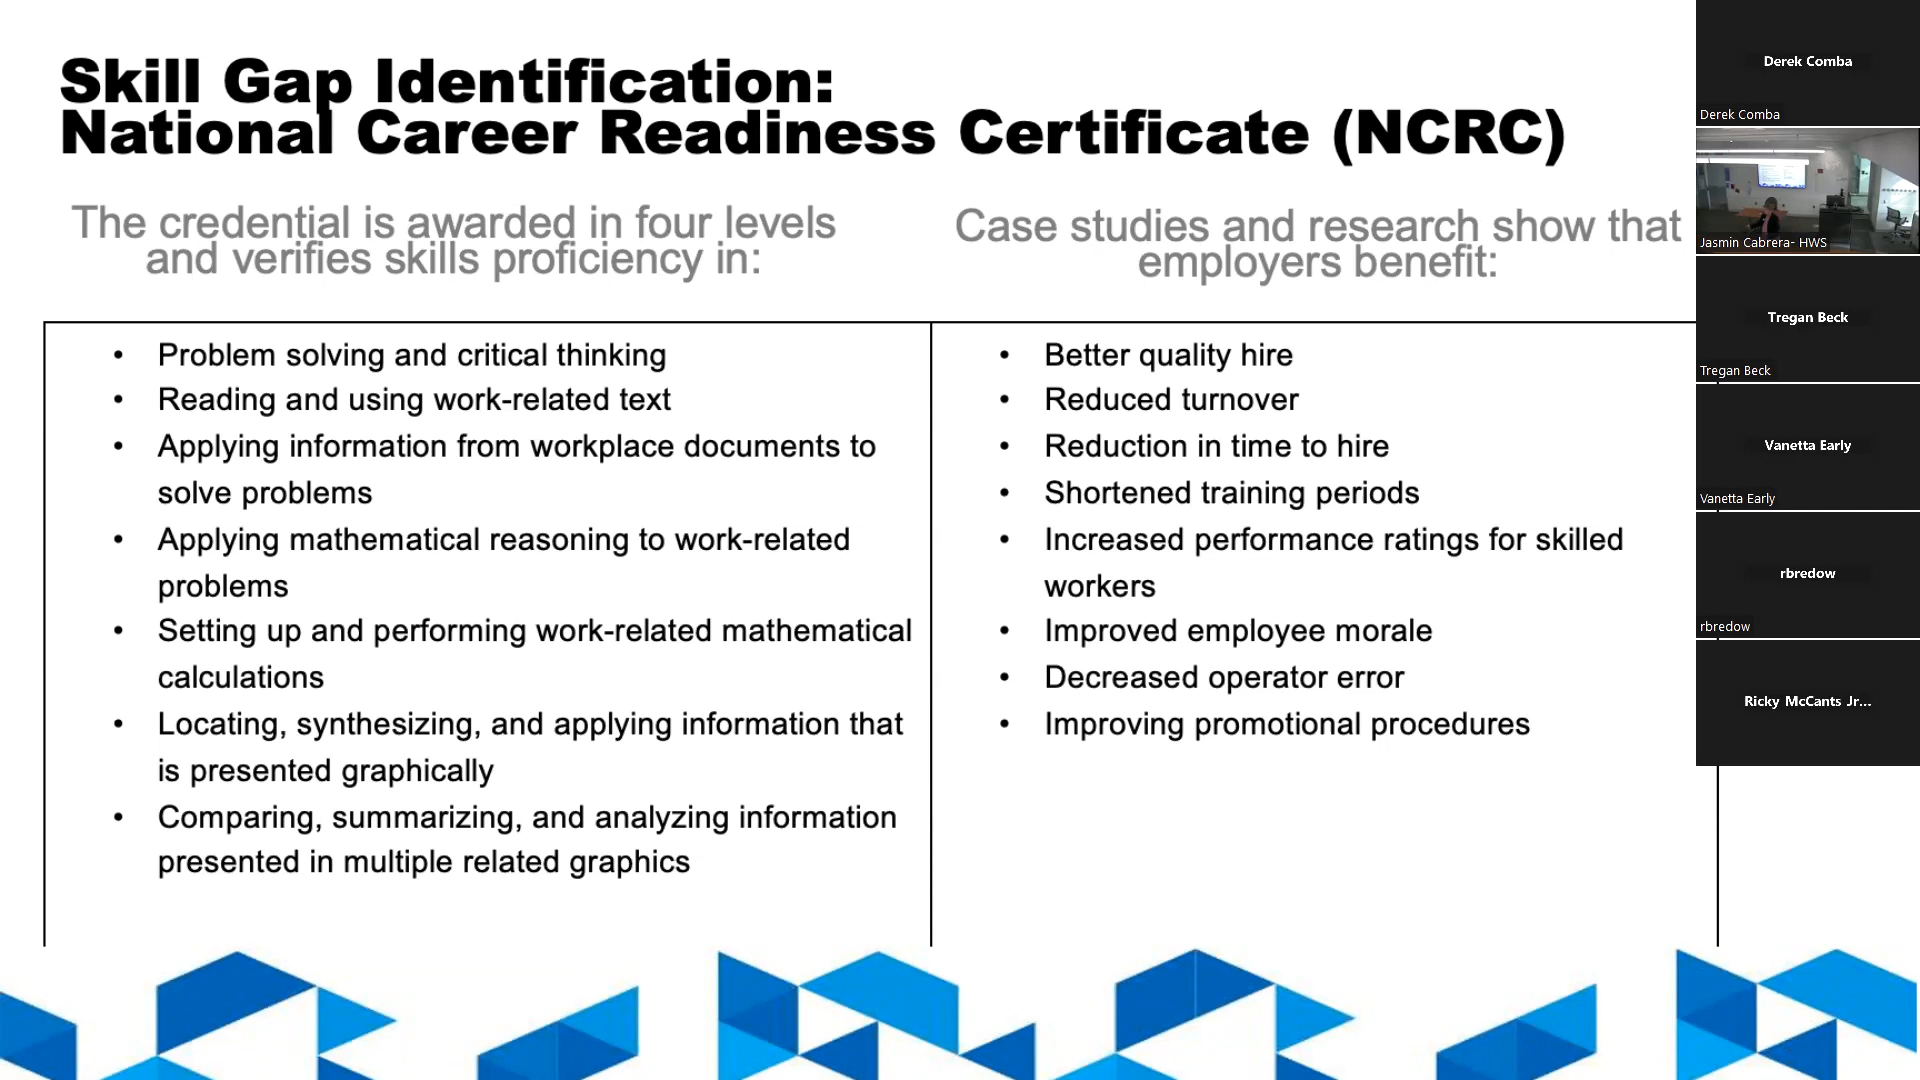 Skill Gap Identification:
National Career Readiness Certificate (NCRC)
The credential is awarded in four levels
and verifies skills proficiency in:
• Problem solving and critical thinking
• Reading and using work-related text
• Applying information from workplace documents to
solve problems
• Applying mathematical reasoning to work-related
problems
• Setting up and performing work-related mathematical
calculations
• Locating, synthesizing, and applying information that
is presented graphically
• Comparing, summarizing, and analyzing information
presented in multiple related graphics
Case studies and research show that
employers benefit:
• Better quality hire
• Reduced turnover
• Reduction in time to hire
• Shortened training periods
• Increased performance ratings for skilled
workers
• Improved employee morale
• Decreased operator error
• Improving promotional procedures
Derek Comba
Derek Comba
Jasmin Cabrera- HWS
Tregan Beck
Tregan Beck
Vanetta Early
Vanetta Early
rbredow
rbredow
Ricky McCants Jr...